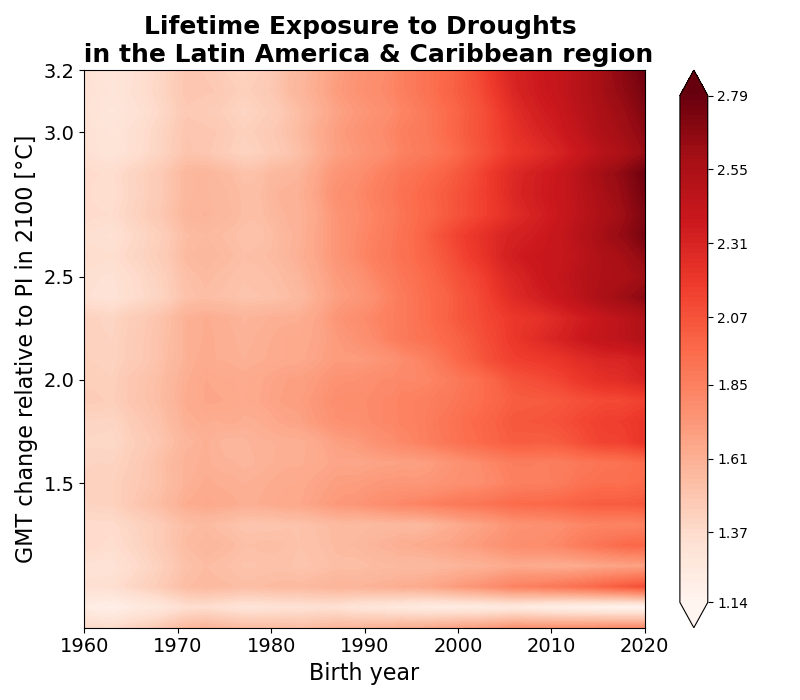 Lifetime Exposure to Droughts
in the Latin America & Caribbean region
GMT change relative to PI in 2100 [°C]
3.2
3.0
2.5
2.0
1.5
1960 1970 1980 1990 2000 2010 2020
Birth year
2.79
2.55
2.31
2.07
1.85
1.61
1.37
1.14